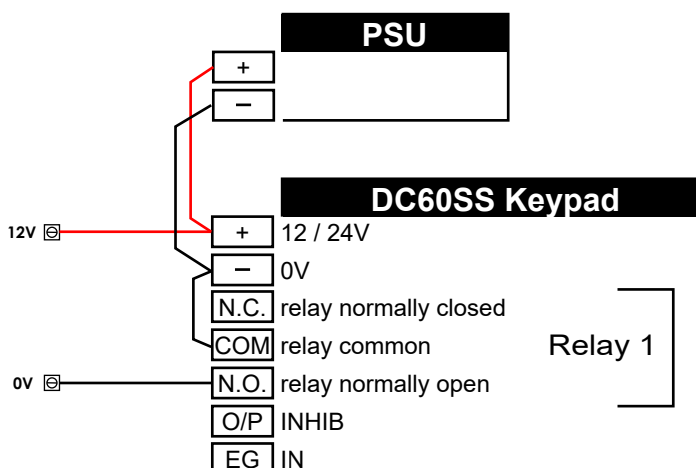 PSU
+
−
DC60SS Keypad
12V + 12 / 24V
− 0V
N.C. relay normally closed
COM relay common Relay 1
0V N.O. relay normally open
O/P INHIB
EG IN